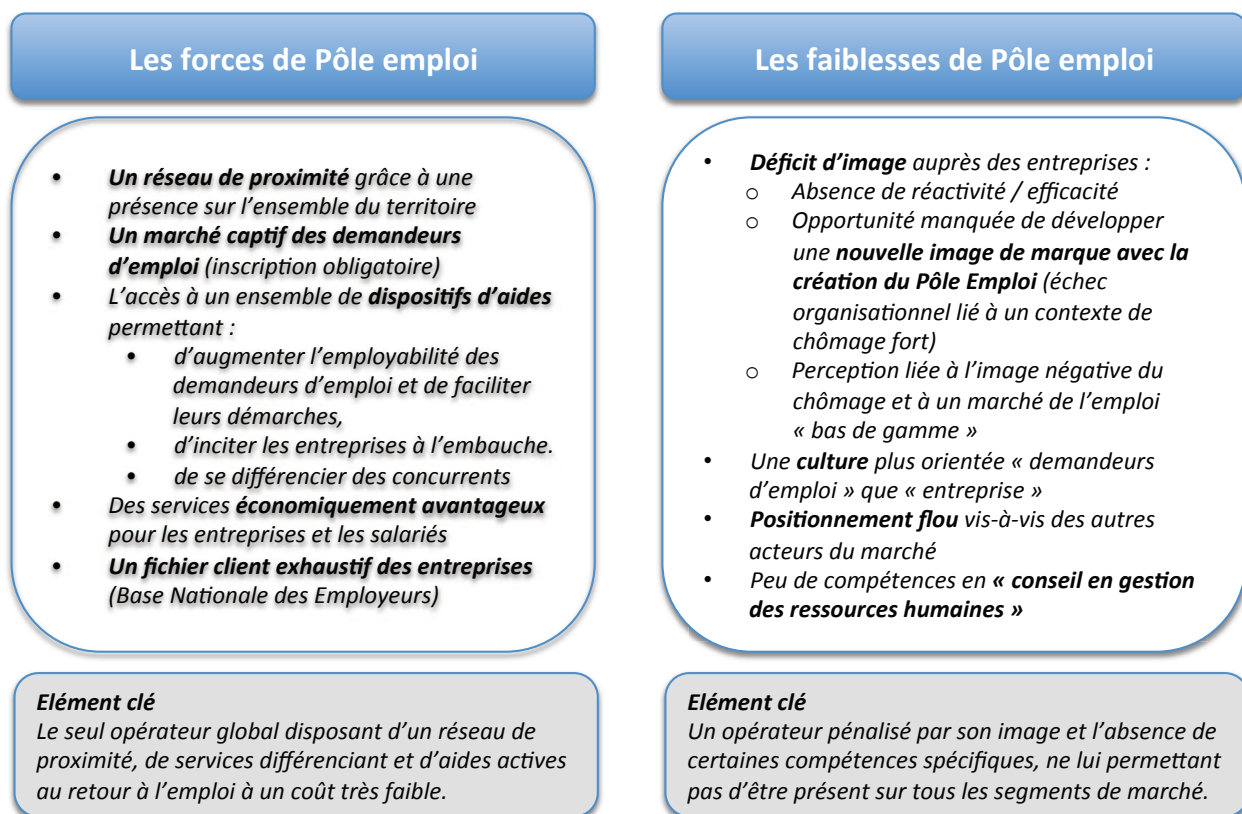 Les forces de Pôle emploi
• Un réseau de proximité grâce à une
présence sur l’ensemble du territoire
• Un marché captif des demandeurs
d’emploi (inscription obligatoire)
• L’accès à un ensemble de dispositifs d’aides
permettant :
• d’augmenter l’employabilité des
demandeurs d’emploi et de faciliter
leurs démarches,
• d’inciter les entreprises à l’embauche.
• de se différencier des concurrents
• Des services économiquement avantageux
pour les entreprises et les salariés
• Un fichier client exhaustif des entreprises
(Base Nationale des Employeurs)
Elément clé
Le seul opérateur global disposant d’un réseau de
proximité, de services différenciant et d’aides actives
au retour à l’emploi à un coût très faible.
Les faiblesses de Pôle emploi
• Déficit d’image auprès des entreprises :
o Absence de réactivité / efficacité
o Opportunité manquée de développer
une nouvelle image de marque avec la
création du Pôle Emploi (échec
organisationnel lié à un contexte de
chômage fort)
o Perception liée à l’image négative du
chômage et à un marché de l’emploi
« bas de gamme »
• Une culture plus orientée « demandeurs
d’emploi » que « entreprise »
• Positionnement flou vis-à-vis des autres
acteurs du marché
• Peu de compétences en « conseil en gestion
des ressources humaines »
Elément clé
Un opérateur pénalisé par son image et l’absence de
certaines compétences spécifiques, ne lui permettant
pas d’être présent sur tous les segments de marché.